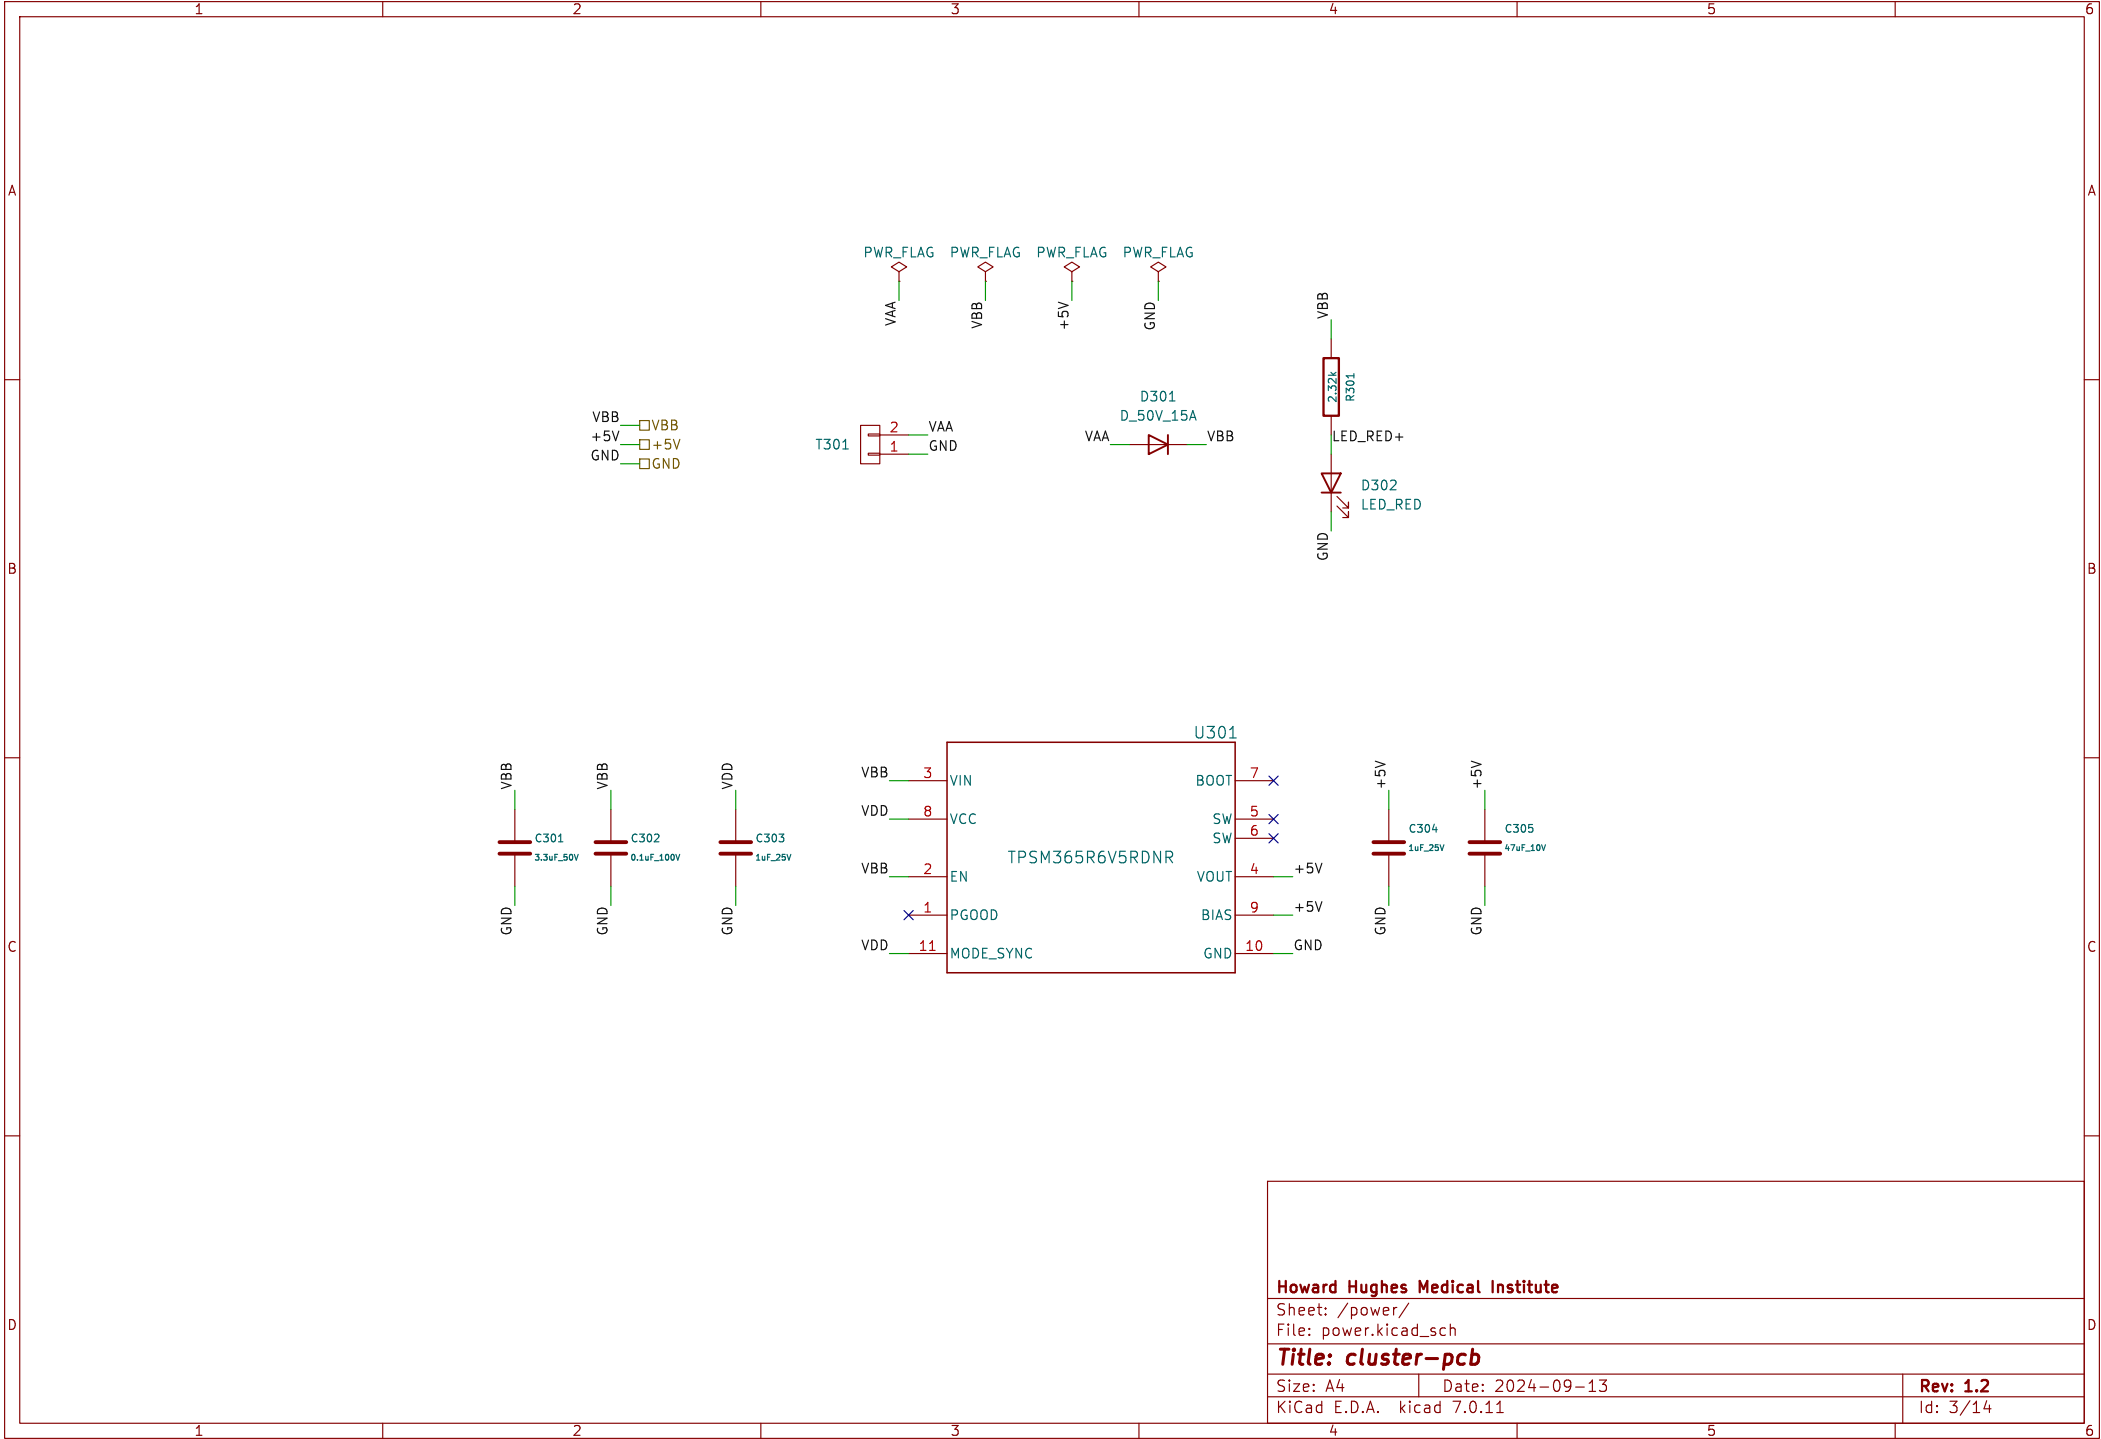 1 2 3 4 5 6
A A
PWR_FLAG PWR_FLAG PWR_FLAG PWR_FLAG
VAA VBB +5V GND
VBB
2.32k R301
LED_RED+
D302
LED_RED
GND
D301
D_50V_15A
VAA VBB
VBB VBB
+5V +5V
GND GND
T301
2 VAA
1 GND
B B
U301
VBB 3 VIN
VDD 8 VCC
VBB 2 EN
1 PGOOD
VDD 11 MODE_SYNC
TPSM365R6V5RDNR
BOOT 7
SW 5
SW 6
VOUT 4 +5V
BIAS 9 +5V
GND 10 GND
VBB
C301
3.3uF_50V
GND
VBB
C302
0.1uF_100V
GND
VDD
C303
1uF_25V
GND
+5V
C304
1uF_25V
GND
+5V
C305
47uF_10V
GND
C C
Howard Hughes Medical Institute
Sheet: /power/
File: power.kicad_sch
D D
Title: cluster-pcb
Size: A4 Date: 2024-09-13 Rev: 1.2
KiCad E.D.A. kicad 7.0.11 Id: 3/14
1 2 3 4 5 6